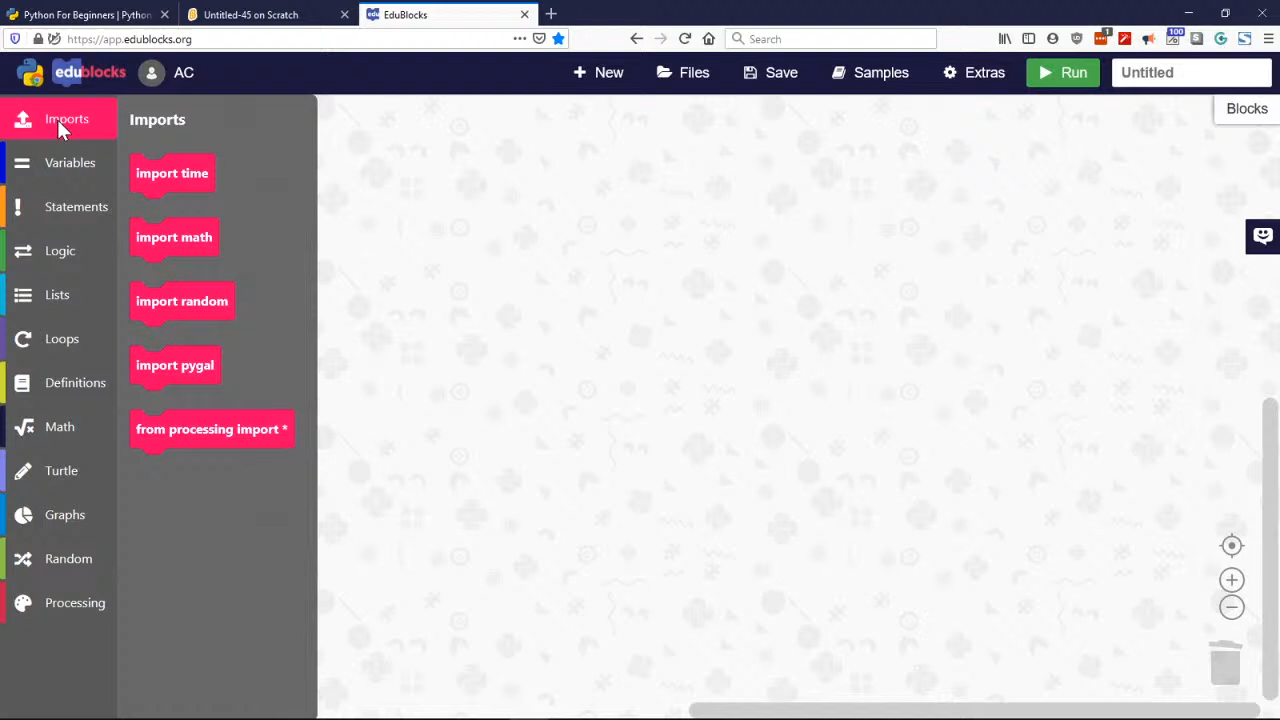 Python For Beginners | Python
Untitled-45 on Scratch
EduBlocks
https://app.edublocks.org
Search
1
100
edublocks
AC
New
Files
Save
Samples
Extras
Run
Untitled
Blocks
Imports
Variables
Statements
Logic
Lists
Loops
Definitions
Math
Turtle
Graphs
Random
Processing
Imports
import time
import math
import random
import pygal
from processing import *